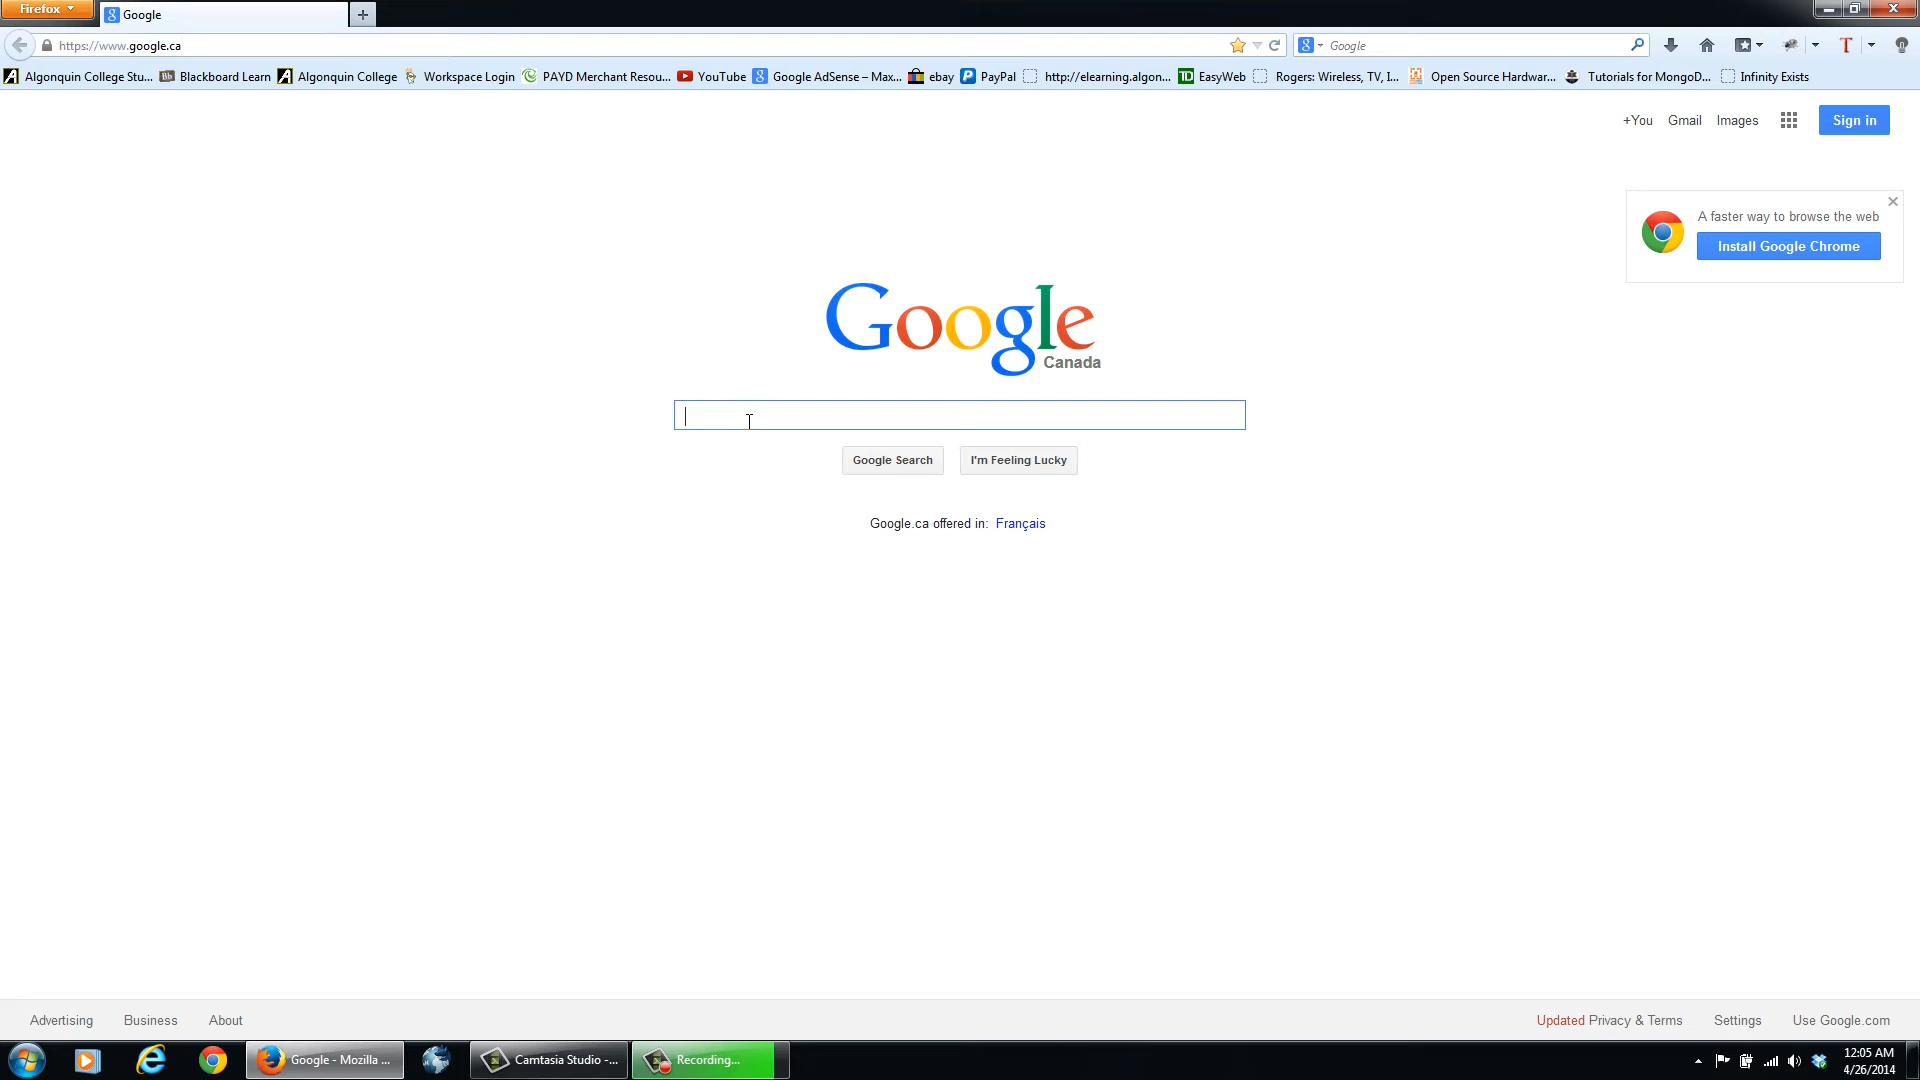 Firefox
Google
https://www.google.ca
Google
Algonquin College Stu...
Blackboard Learn
Algonquin College
Workspace Login
PAYD Merchant Resou...
YouTube
Google AdSense – Max...
ebay
PayPal
http://elearning.algon...
EasyWeb
Rogers: Wireless, TV, I...
Open Source Hardwar...
Tutorials for MongoD...
Infinity Exists
+You
Gmail
Images
Sign in
A faster way to browse the web
Install Google Chrome
Google
Canada
Google Search
I'm Feeling Lucky
Google.ca offered in: Français
Advertising
Business
About
Updated Privacy & Terms
Settings
Use Google.com
Google - Mozilla ...
Camtasia Studio -...
Recording...
12:05 AM
4/26/2014